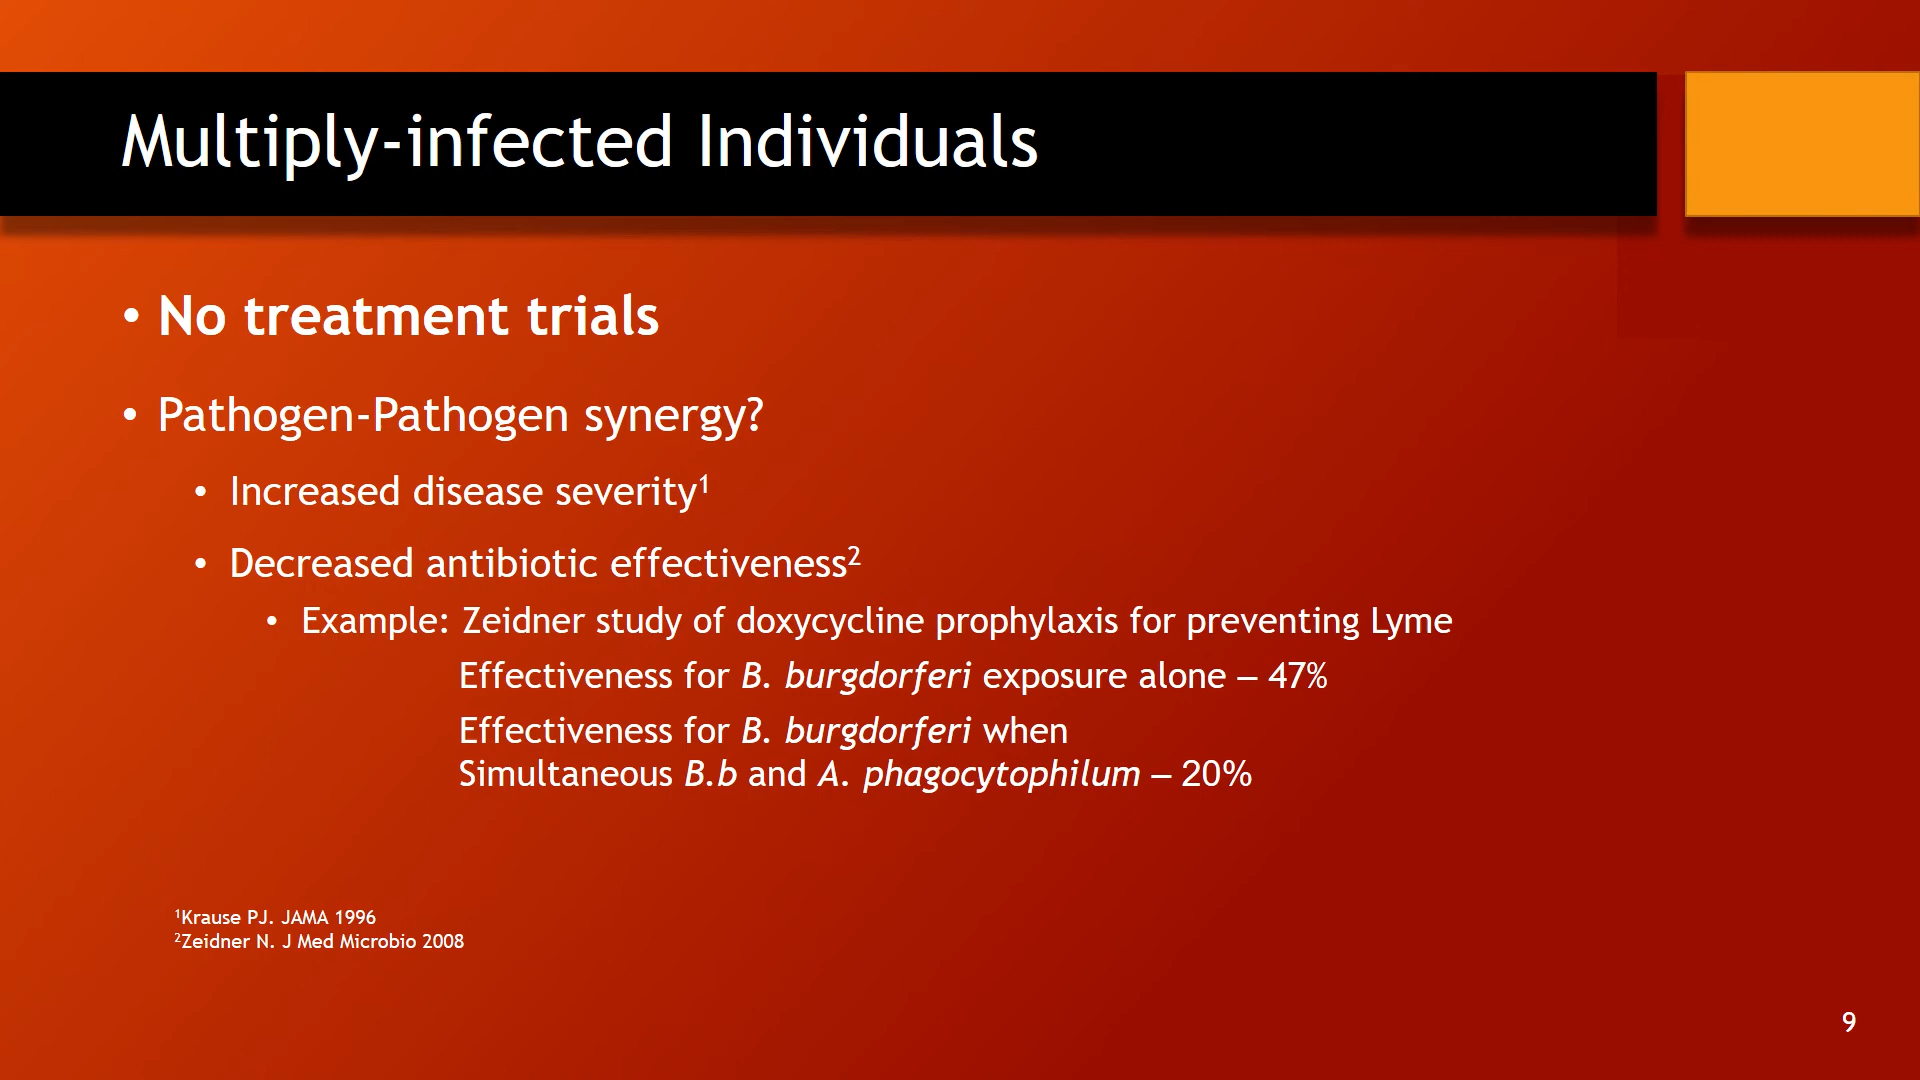 Multiply-infected Individuals
• No treatment trials
• Pathogen-Pathogen synergy?
• Increased disease severity¹
• Decreased antibiotic effectiveness²
• Example: Zeidner study of doxycycline prophylaxis for preventing Lyme
Effectiveness for B. burgdorferi exposure alone – 47%
Effectiveness for B. burgdorferi when
Simultaneous B.b and A. phagocytophilum – 20%
¹Krause PJ. JAMA 1996
²Zeidner N. J Med Microbio 2008
9